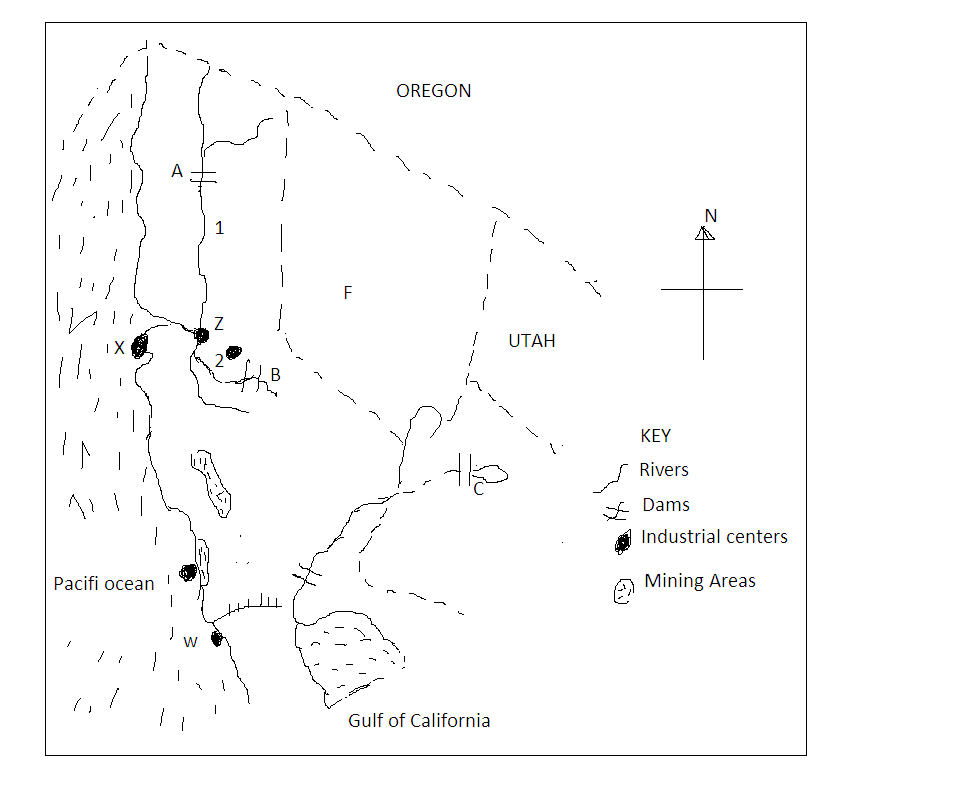 OREGON
N
A
1
F
Z
UTAH
X
2
B
KEY
Rivers
C
Dams
Industrial centers
Pacifi ocean
Mining Areas
W
Gulf of California